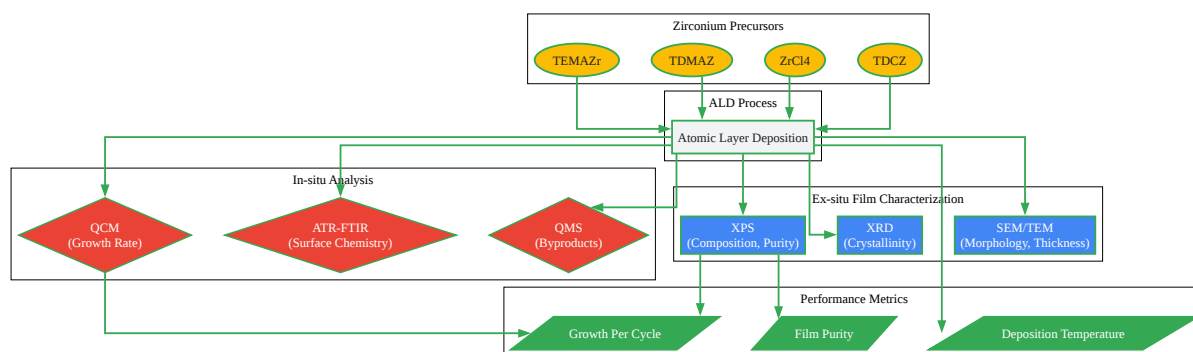 Zirconium Precursors
TEMAZr
TDMAZ
ZrCl4
TDCZ
ALD Process
Atomic Layer Deposition
In-situ Analysis
QCM
(Growth Rate)
ATR-FTIR
(Surface Chemistry)
QMS
(Byproducts)
Ex-situ Film Characterization
XPS
(Composition, Purity)
XRD
(Crystallinity)
SEM/TEM
(Morphology, Thickness)
Performance Metrics
Growth Per Cycle
Film Purity
Deposition Temperature